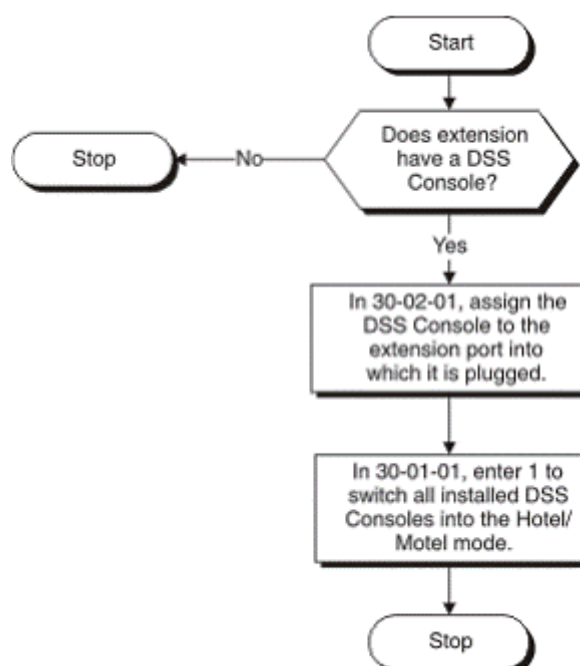 Start
Does extension
have a DSS
Console?
No
Stop
Yes
In 30-02-01, assign the
DSS Console to the
extension port into
which it is plugged.
In 30-01-01, enter 1 to
switch all installed DSS
Consoles into the Hotel/
Motel mode.
Stop